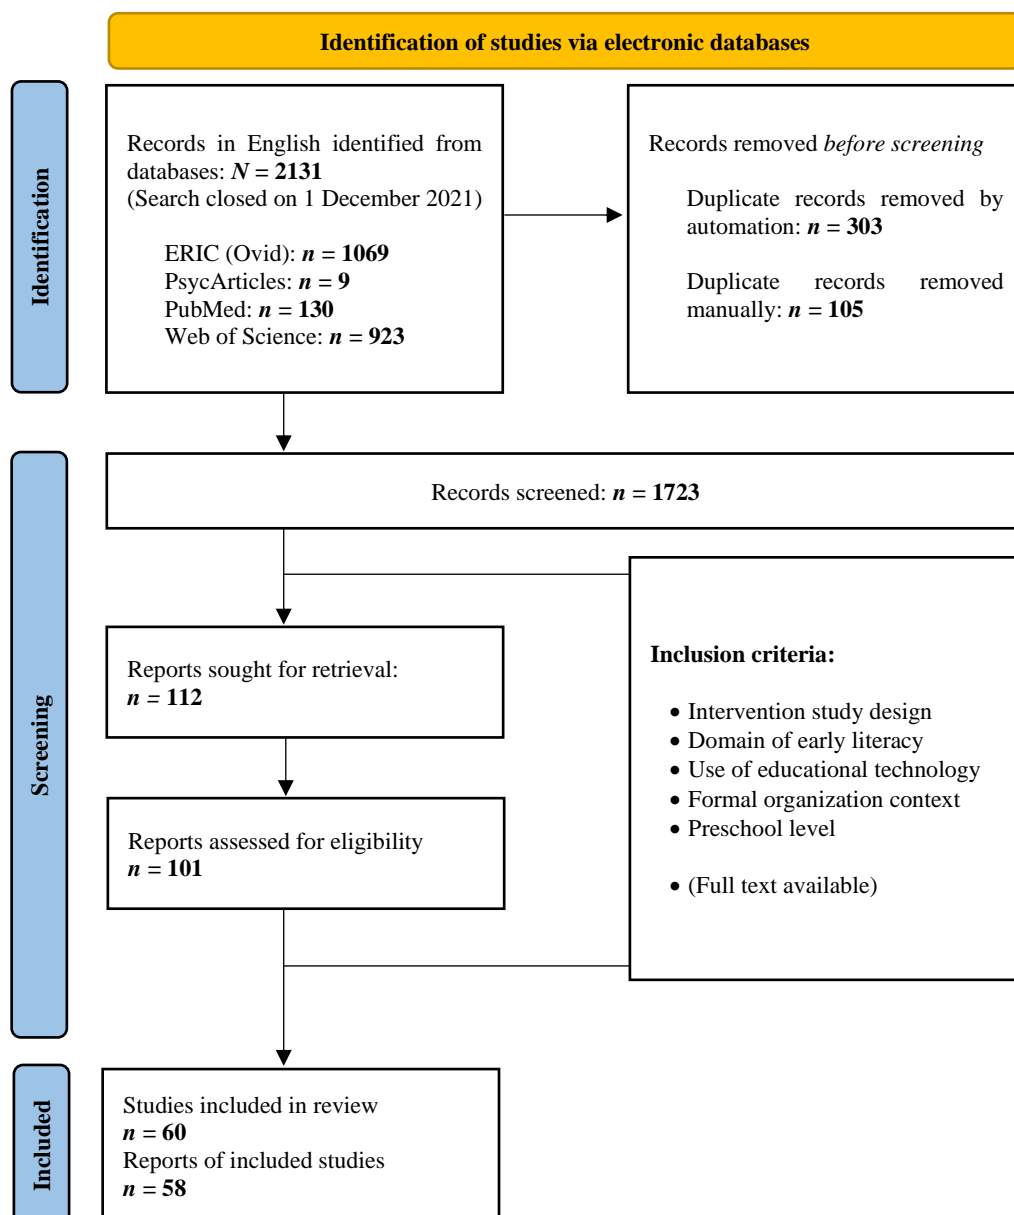 Identification of studies via electronic databases
Identification
Records in English identified from
databases: N = 2131
(Search closed on 1 December 2021)
ERIC (Ovid): n = 1069
PsycArticles: n = 9
PubMed: n = 130
Web of Science: n = 923
Records removed before screening
Duplicate records removed by
automation: n = 303
Duplicate records removed
manually: n = 105
Screening
Records screened: n = 1723
Reports sought for retrieval:
n = 112
Reports assessed for eligibility
n = 101
Inclusion criteria:
• Intervention study design
• Domain of early literacy
• Use of educational technology
• Formal organization context
• Preschool level
• (Full text available)
Included
Studies included in review
n = 60
Reports of included studies
n = 58